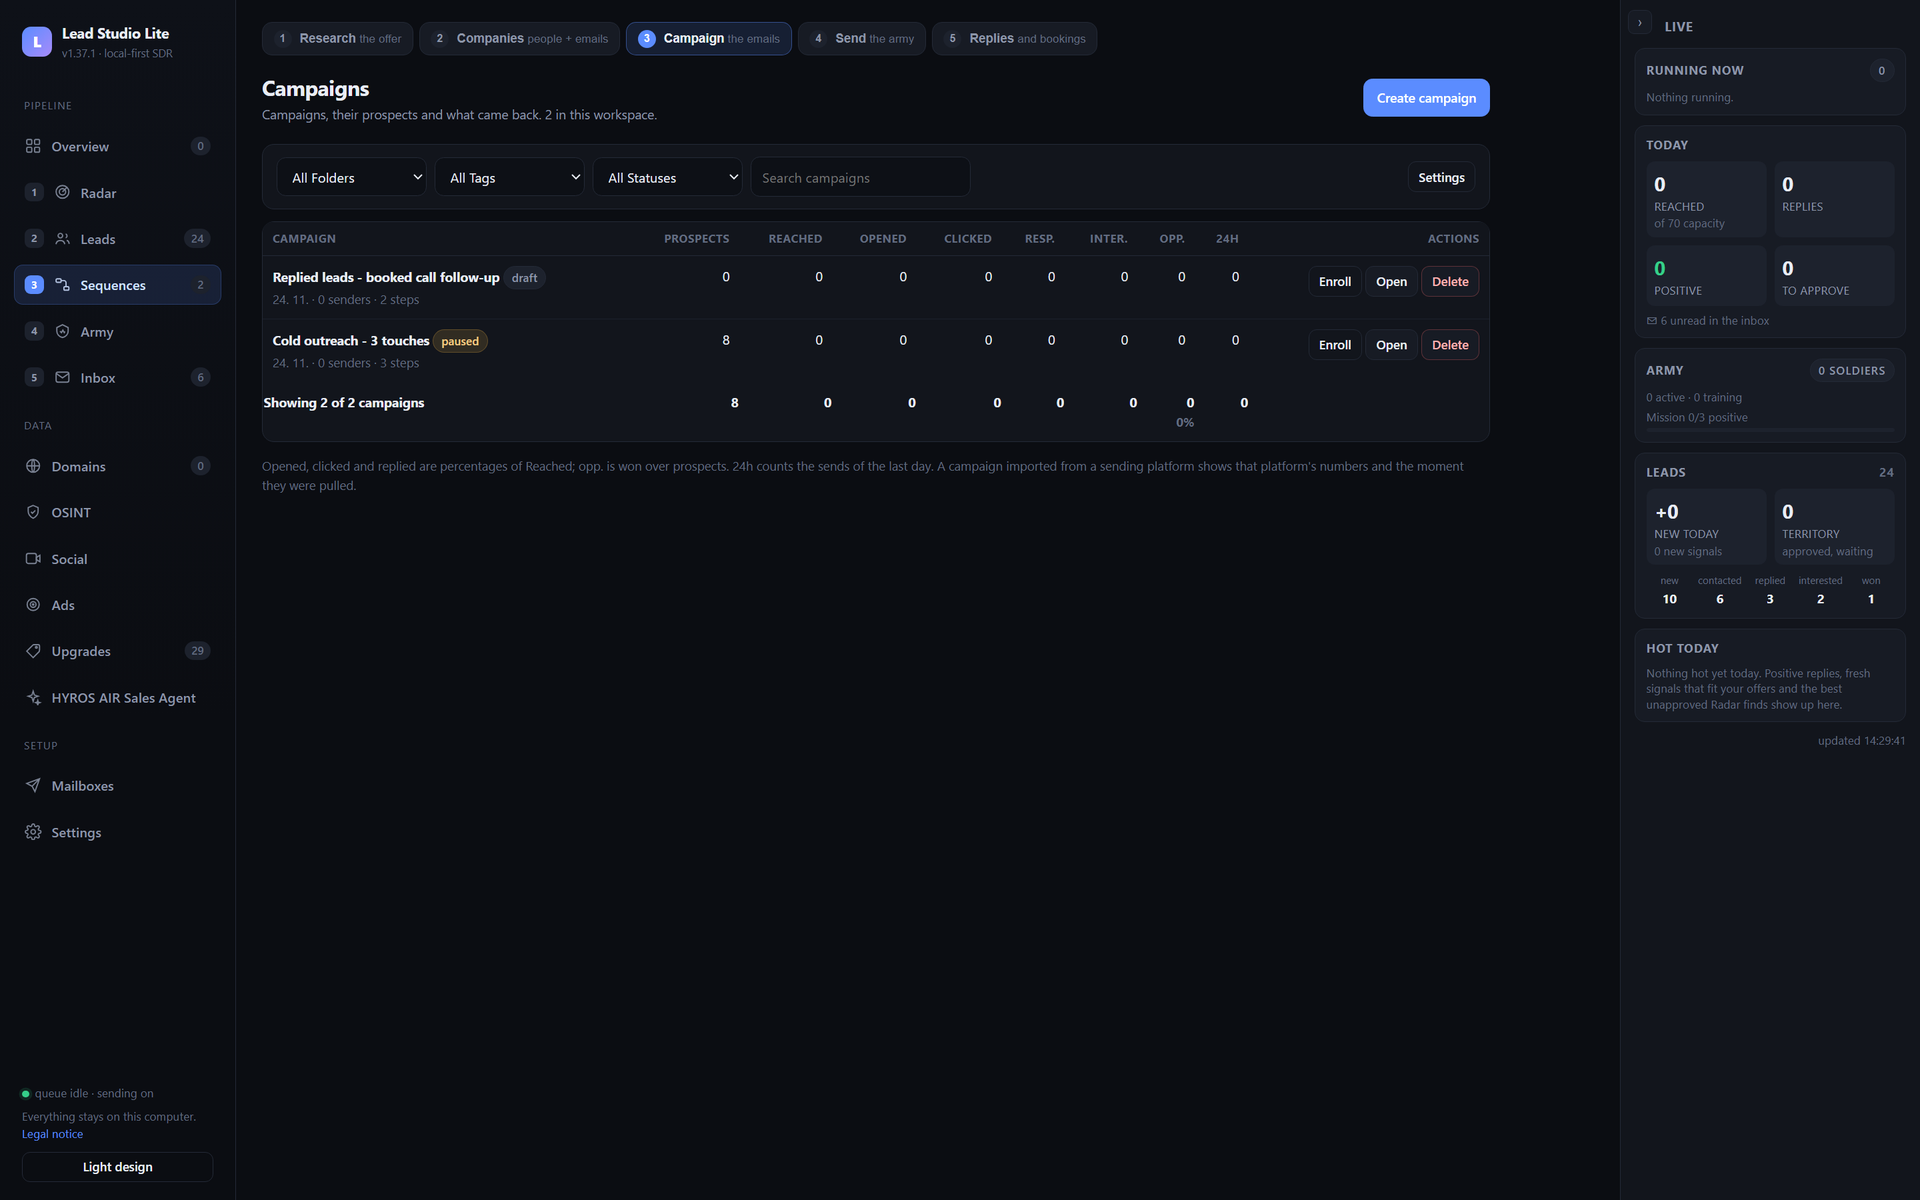 L
Lead Studio Lite
v1.37.1 · local-first SDR
PIPELINE
Overview 0
1 Radar
2 Leads 24
3 Sequences 2
4 Army
5 Inbox 6
DATA
Domains 0
OSINT
Social
Ads
Upgrades 29
HYROS AIR Sales Agent
SETUP
Mailboxes
Settings
queue idle · sending on
Everything stays on this computer.
Legal notice
Light design
1 Research the offer
2 Companies people + emails
3 Campaign the emails
4 Send the army
5 Replies and bookings
Campaigns
Campaigns, their prospects and what came back. 2 in this workspace.
Create campaign
All Folders
All Tags
All Statuses
Search campaigns
Settings
CAMPAIGN PROSPECTS REACHED OPENED CLICKED RESP. INTER. OPP. 24H ACTIONS
Replied leads - booked call follow-up draft 0 0 0 0 0 0 0 0 Enroll Open Delete
24. 11. · 0 senders · 2 steps
Cold outreach - 3 touches paused 8 0 0 0 0 0 0 0 Enroll Open Delete
24. 11. · 0 senders · 3 steps
Showing 2 of 2 campaigns 8 0 0 0 0 0 0 0
0%
Opened, clicked and replied are percentages of Reached; opp. is won over prospects. 24h counts the sends of the last day. A campaign imported from a sending platform shows that platform's numbers and the moment
they were pulled.
› LIVE
RUNNING NOW 0
Nothing running.
TODAY
0 REACHED
of 70 capacity
0 REPLIES
0 POSITIVE
0 TO APPROVE
6 unread in the inbox
ARMY 0 SOLDIERS
0 active · 0 training
Mission 0/3 positive
LEADS 24
+0 NEW TODAY
0 new signals
0 TERRITORY
approved, waiting
new contacted replied interested won
10 6 3 2 1
HOT TODAY
Nothing hot yet today. Positive replies, fresh
signals that fit your offers and the best
unapproved Radar finds show up here.
updated 14:29:41